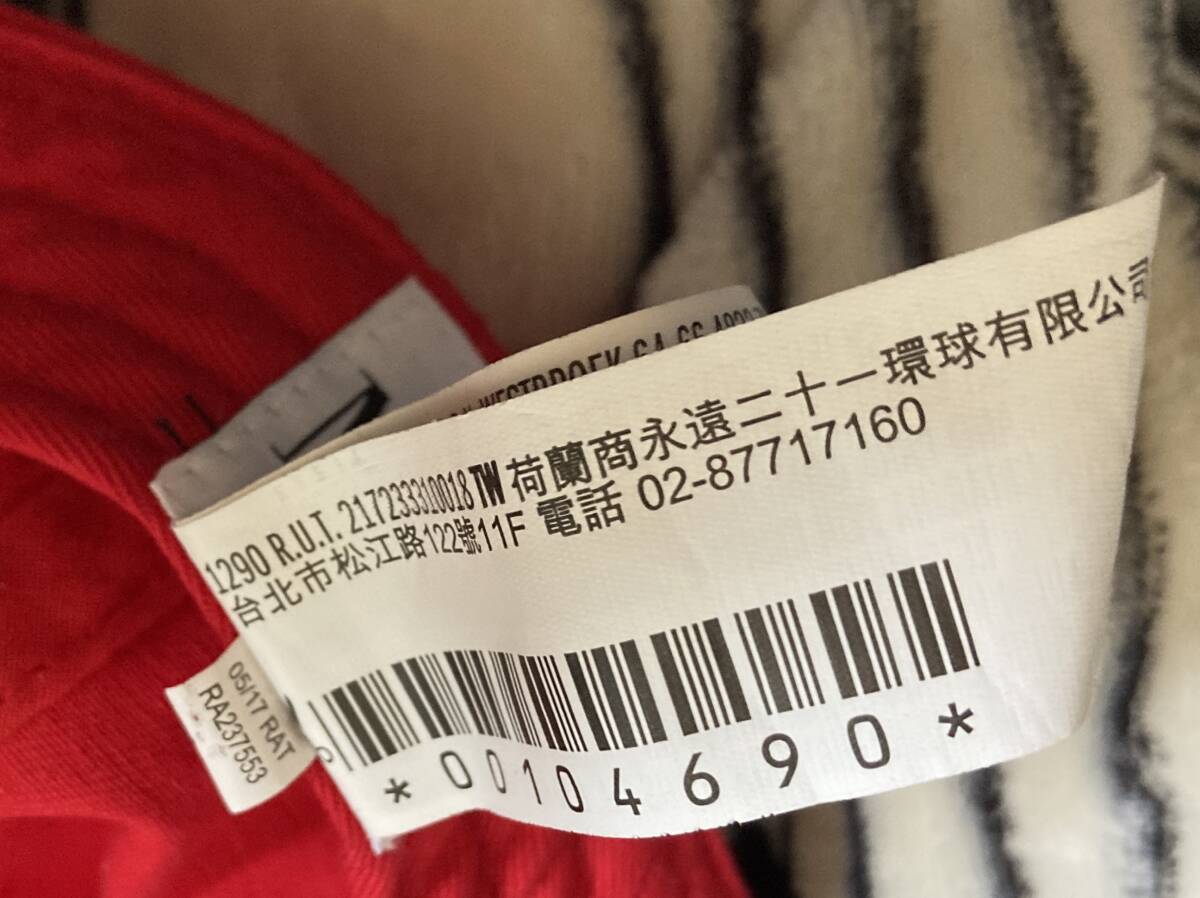 WESTBROEK 64
1290 R.U.T. 217233310018 TW 荷蘭商永遠二十一環球有限公司
台北市松江路122號11F 電話 02-87717160
*00104690*
05/17 RAT
RA237553